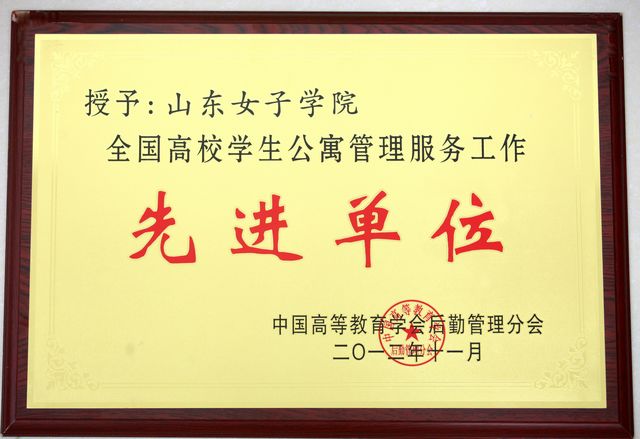 授予：山东女子学院
全国高校学生公寓管理服务工作
先进单位
中国高等教育学会后勤管理分会
二〇一二年十一月